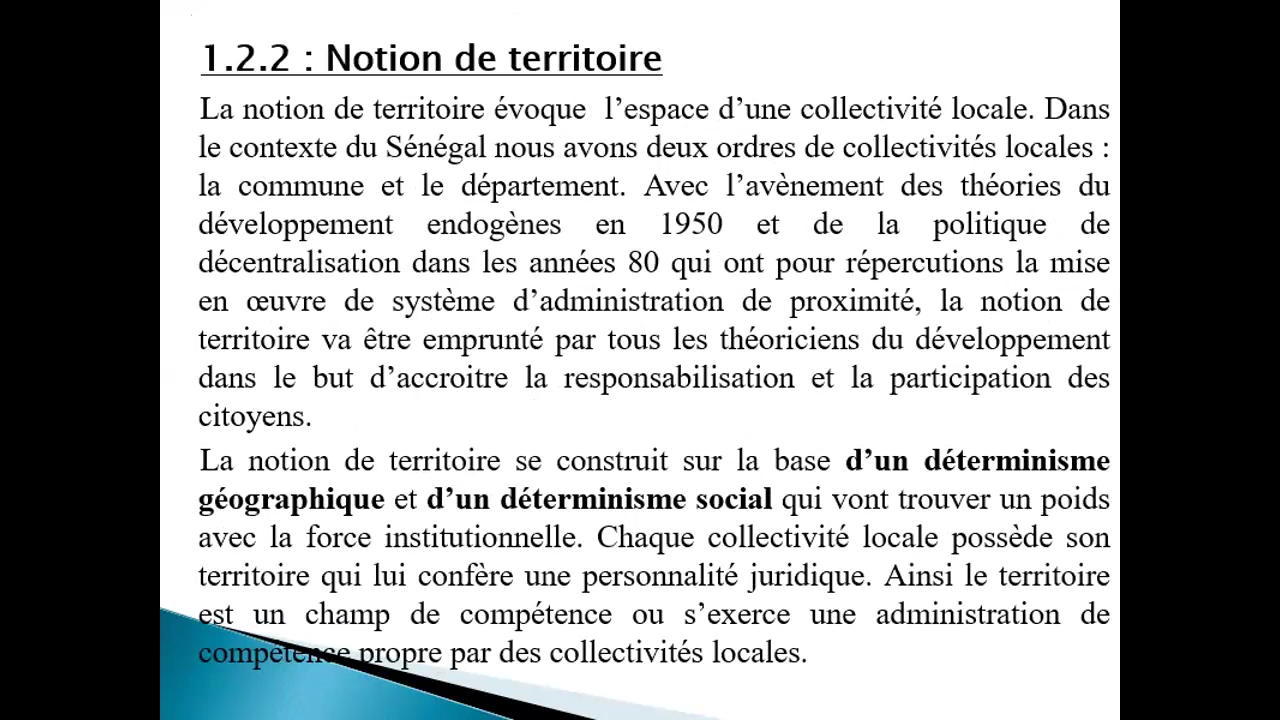 1.2.2 : Notion de territoire
La notion de territoire évoque l’espace d’une collectivité locale. Dans
le contexte du Sénégal nous avons deux ordres de collectivités locales :
la commune et le département. Avec l’avènement des théories du
développement endogènes en 1950 et de la politique de
décentralisation dans les années 80 qui ont pour répercutions la mise
en œuvre de système d’administration de proximité, la notion de
territoire va être emprunté par tous les théoriciens du développement
dans le but d’accroitre la responsabilisation et la participation des
citoyens.
La notion de territoire se construit sur la base d’un déterminisme
géographique et d’un déterminisme social qui vont trouver un poids
avec la force institutionnelle. Chaque collectivité locale possède son
territoire qui lui confère une personnalité juridique. Ainsi le territoire
est un champ de compétence ou s’exerce une administration de
compétence propre par des collectivités locales.